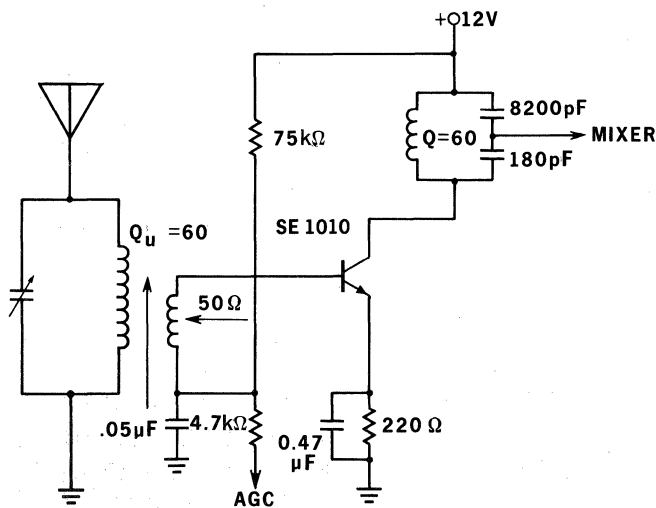 + 12V
8200pF
Q=60
MIXER
180pF
75kΩ
Qu =60
SE 1010
50Ω
.05µF
4.7kΩ
0.47
µF
220 Ω
AGC